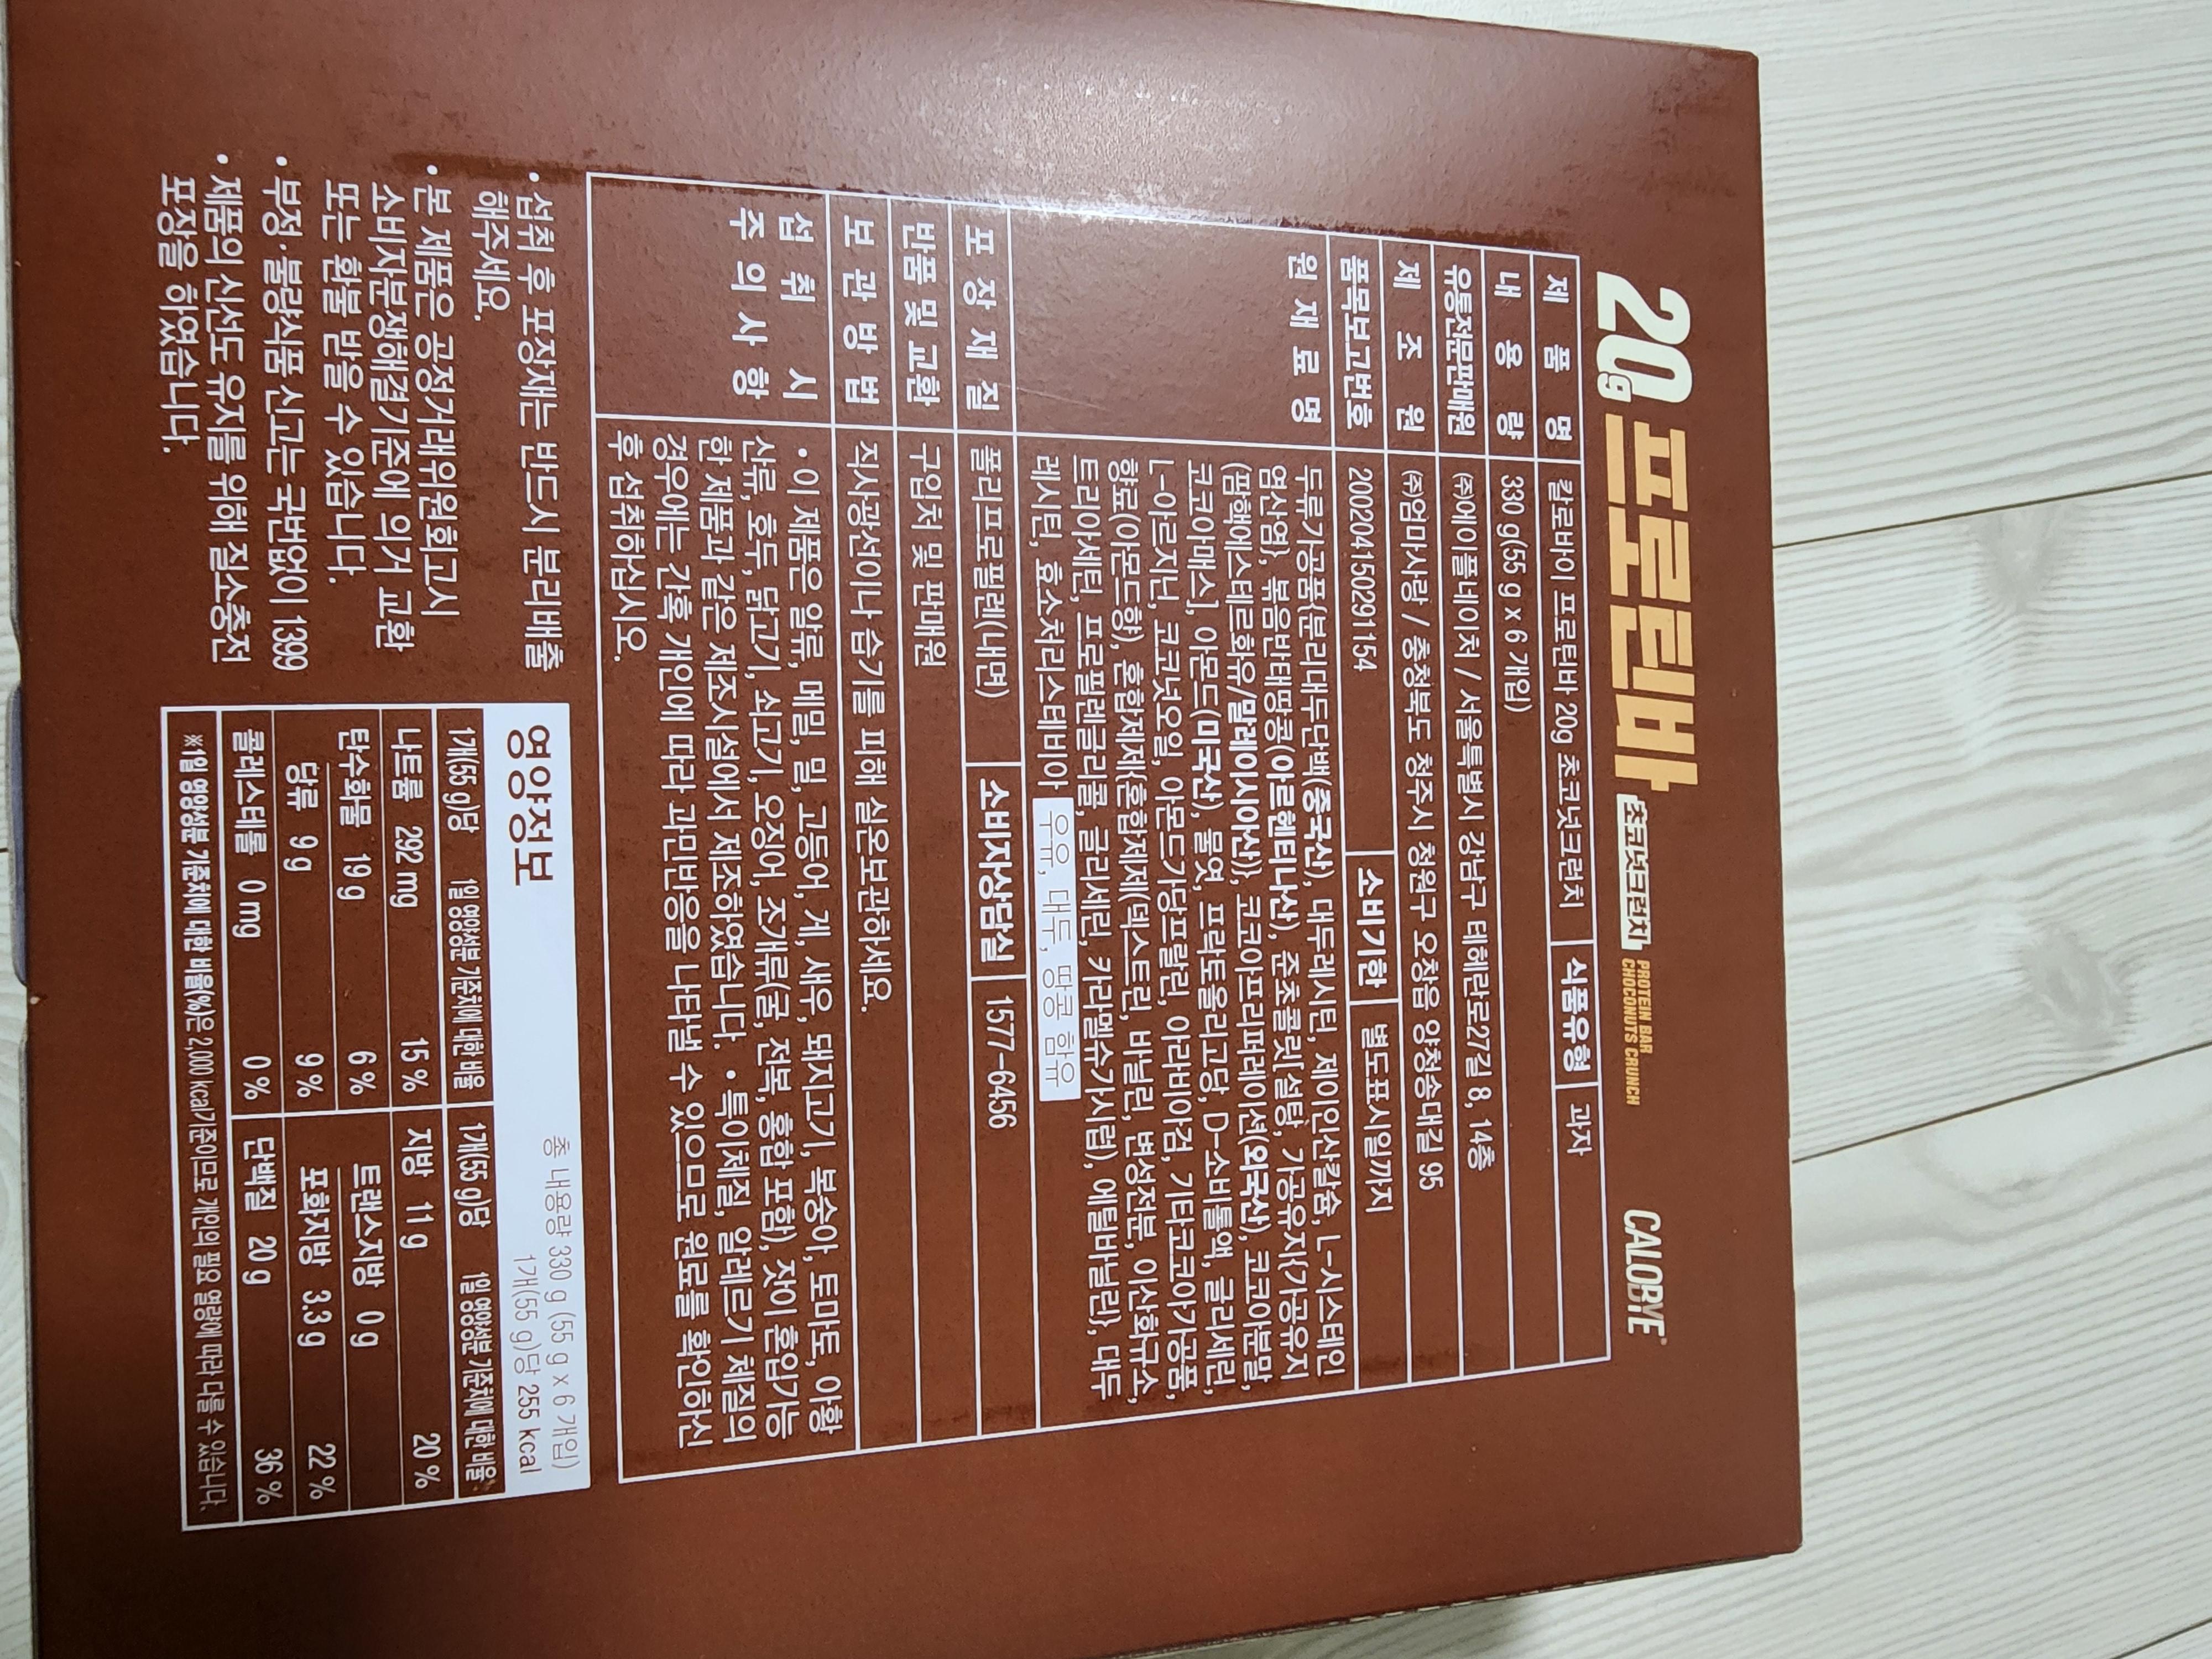 20g 프로틴바 초코넛크런치 PROTEIN BAR CHOCONUTS CRUNCH CALOBYE®
제품명 칼로바이 프로틴바 20g 초코넛크런치 식품유형 과자
내용량 330 g(55 g x 6 개입)
유통전문판매원 (주)에이플네이처 / 서울특별시 강남구 테헤란로27길 8, 14층
제조원 (주)엄마사랑 / 충청북도 청주시 청원구 오창읍 양청송대길 95
품목보고번호 200204150291154 소비기한 별도표시일까지
원재료명 두류가공품{분리대두단백(중국산), 대두레시틴, 제이인산칼슘, L-시스테인
염산염}, 볶음반태땅콩(아르헨티나산), 준초콜릿[설탕, 가공유지{가공유지
(팜핵에스테르화유/말레이시아산)}, 코코아프리퍼레이션(외국산), 코코아분말,
코코아매스], 아몬드(미국산), 물엿, 프락토올리고당, D-소비톨액, 글리세린,
L-아르지닌, 코코넛오일, 아몬드가당프랄린, 아라비아검, 기타코코아가공품,
향료(아몬드향), 혼합제제{혼합제제(덱스트린, 바닐린, 변성전분, 이산화규소,
트리아세틴, 프로필렌글리콜, 글리세린, 카라멜슈가시럽), 에틸바닐린}, 대두
레시틴, 효소처리스테비아 우유, 대두, 땅콩 함유
포장재질 폴리프로필렌(내면) 소비자상담실 1577-6456
반품 및 교환 구입처 및 판매원
보관방법 직사광선이나 습기를 피해 실온보관하세요.
섭취시 주의사항 • 이 제품은 알류, 메밀, 밀, 고등어, 게, 새우, 돼지고기, 복숭아, 토마토, 아황
산류, 호두, 닭고기, 쇠고기, 오징어, 조개류(굴, 전복, 홍합 포함), 잣이 혼입가능
한 제품과 같은 제조시설에서 제조하였습니다. • 특이체질, 알레르기 체질의
경우에는 간혹 개인에 따라 과민반응을 나타낼 수 있으므로 원료를 확인하신
후 섭취하십시오.
• 섭취 후 포장재는 반드시 분리배출
해주세요.
• 본 제품은 공정거래위원회고시
소비자분쟁해결기준에 의거 교환
또는 환불 받을 수 있습니다.
• 부정·불량식품 신고는 국번없이 1399
• 제품의 신선도 유지를 위해 질소충전
포장을 하였습니다.
영양정보
총 내용량 330 g (55 g x 6 개입)
1개(55 g)당 255 kcal
1개(55 g)당 1일 영양성분 기준치에 대한 비율 1개(55 g)당 1일 영양성분 기준치에 대한 비율
나트륨 292 mg 15 % 지방 11 g 20 %
탄수화물 19 g 6 % 트랜스지방 0 g
당류 9 g 9 % 포화지방 3.3 g 22 %
콜레스테롤 0 mg 0 % 단백질 20 g 36 %
※1일 영양성분 기준치에 대한 비율(%)은 2,000 kcal기준이므로 개인의 필요 열량에 따라 다를 수 있습니다.